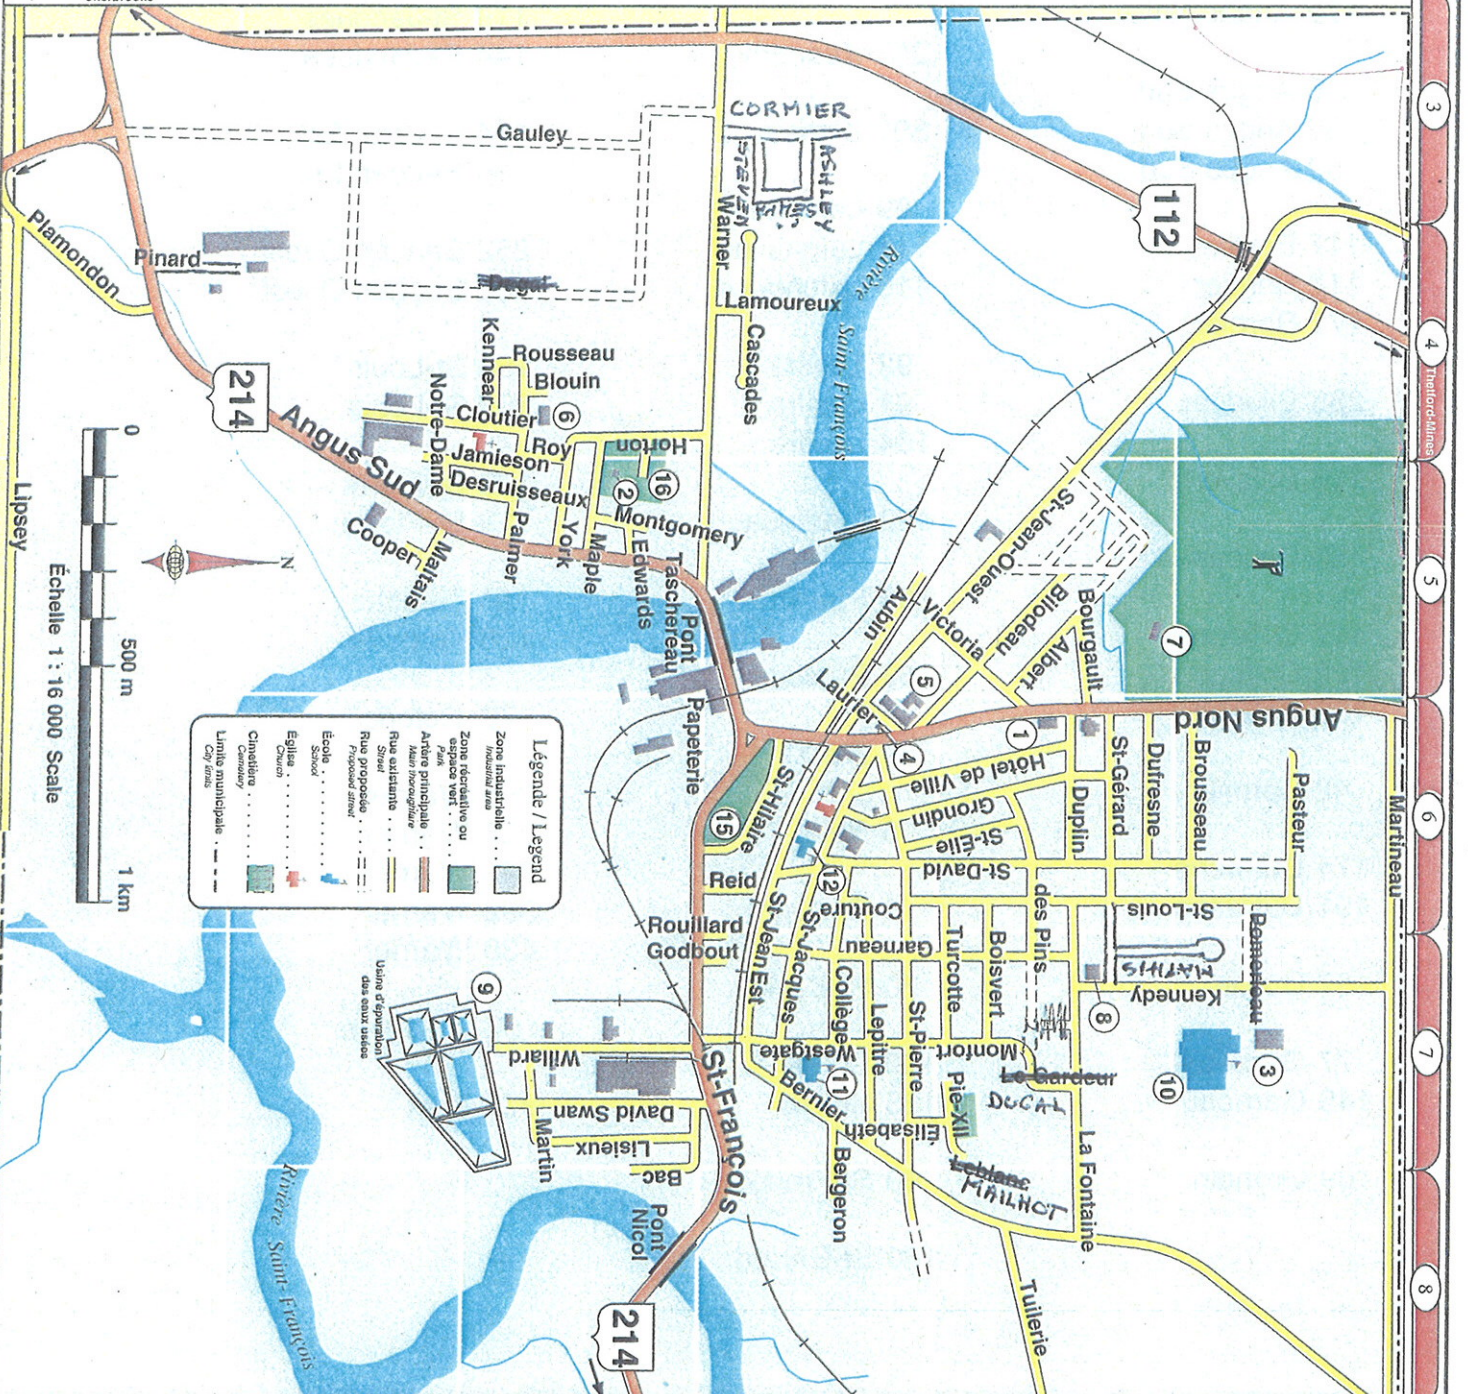 3
4
Thetford-Mines
5
6
7
8
112
CORMIER
ASHLEY
STEVEN
Gauley
Warner
Plamondon
Pinard
Dugal
Lamoureux
Cascades
Rivière Saint-François
Kennear
Rousseau
Blouin
6
Cloutier
Notre-Dame
Roy
Jamieson
Desruisseaux
Horton
16
2
Montgomery
214
Angus Sud
Cooper
Maltais
Palmer
York
Maple
Edwards
Pont Taschereau
Papeterie
Lipsey
0
500 m
1 km
Échelle 1 : 16 000 Scale
N
St-Jean-Ouest
Bilodeau
Bourgault
Albert
Victoria
Aubin
Laurier
7
5
4
1
Angus Nord
Hôtel de Ville
Grondin
St-Élie
St-David
Duplin
St-Gérard
Dufresne
Brousseau
Pasteur
Martineau
St-Hilaire
15
Reid
Rouillard
Godbout
12
Couture
Garneau
St-Jean Est
St-Jacques
Collège
Lepitre
St-Pierre
Turcotte
Boisvert
des Pins
St-Louis
Pomerleau
MATHIS
Kennedy
8
3
10
Westgate
11
Monfort
Le Gardeur
DUCAL
Pie-XII
Bernier
Élisabeth
Leblanc
MAILHOT
Bergeron
La Fontaine
Tuilerie
St-François
Willard
David Swan
Martin
Lisieux
Bac
Pont Nicol
214
9
Usine d'épuration
des eaux usées
Rivière Saint-François
Légende / Legend
Zone industrielle . .
Industrial area
Zone récréative ou
espace vert . . . .
Park
Artère principale . .
Main thoroughfare
Rue existante . . . .
Street
Rue proposée . . . .
Proposed street
École . . . . . . .
School
Église . . . . . . .
Church
Cimetière . . . . .
Cemetery
Limite municipale .
City limits